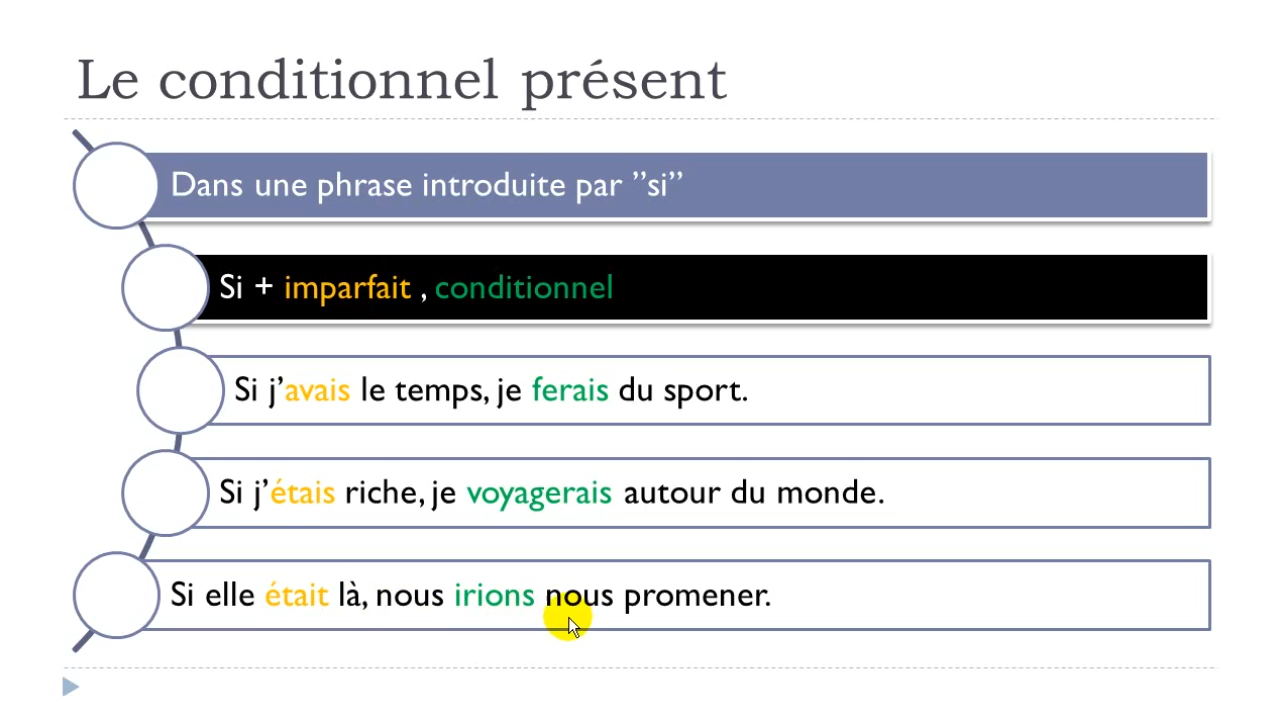 Le conditionnel présent
Dans une phrase introduite par ”si”
Si + imparfait , conditionnel
Si j’avais le temps, je ferais du sport.
Si j’étais riche, je voyagerais autour du monde.
Si elle était là, nous irions nous promener.